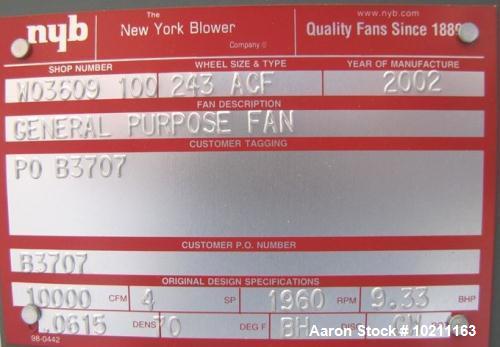 nyb The New York Blower Company® www.nyb.com Quality Fans Since 1889
SHOP NUMBER WHEEL SIZE & TYPE YEAR OF MANUFACTURE
W03609 100 243 ACF 2002
FAN DESCRIPTION
GENERAL PURPOSE FAN
CUSTOMER TAGGING
PO B3707
CUSTOMER P.O. NUMBER
B3707
ORIGINAL DESIGN SPECIFICATIONS
10000 CFM 4 SP 1960 RPM 9.33 BHP
.0615 DENS 70 DEG F BH
98-0442
Aaron Stock # 10211163